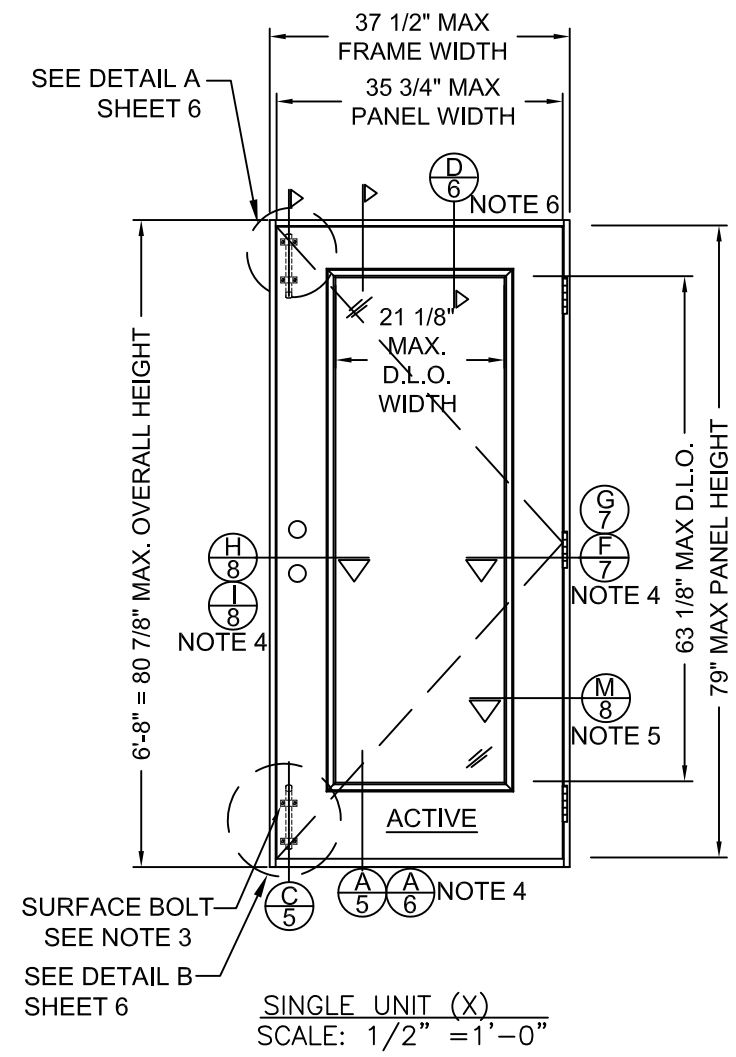 37 1/2" MAX
FRAME WIDTH
SEE DETAIL A
SHEET 6
35 3/4" MAX
PANEL WIDTH
D
6
NOTE 6
21 1/8"
MAX.
D.L.O.
WIDTH
6'-8" = 80 7/8" MAX. OVERALL HEIGHT
63 1/8" MAX D.L.O.
79" MAX PANEL HEIGHT
H
8
I
8
NOTE 4
G
7
F
7
NOTE 4
M
8
NOTE 5
ACTIVE
SURFACE BOLT
SEE NOTE 3
C
5
A
5
A
6
NOTE 4
SEE DETAIL B
SHEET 6
SINGLE UNIT (X)
SCALE: 1/2" =1'-0"